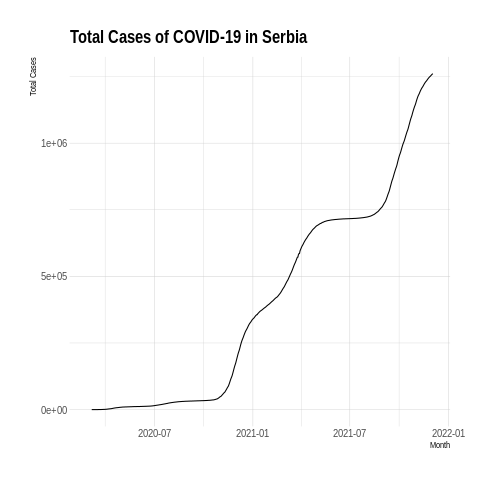 Total Cases of COVID-19 in Serbia
Total Cases
1e+06
5e+05
0e+00
2020-07 2021-01 2021-07 2022-01
Month